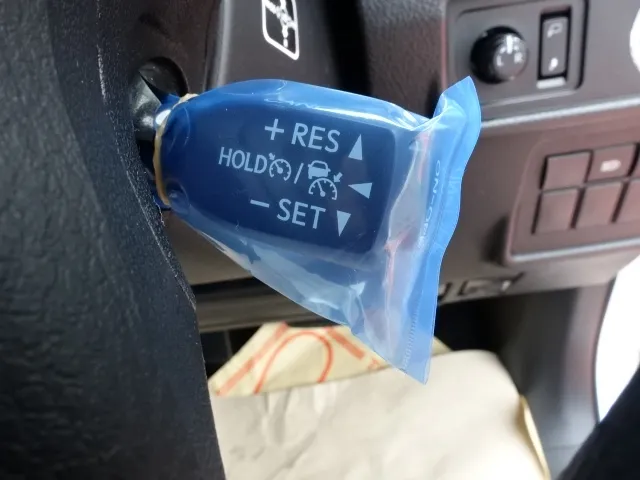 + RES
HOLD /
- SET